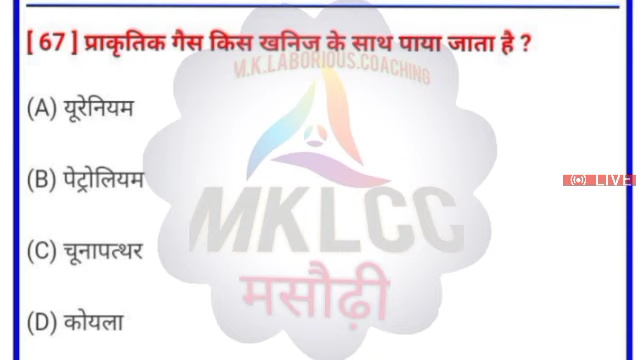 [ 67 ] प्राकृतिक गैस किस खनिज के साथ पाया जाता है ?
M.K.LABORIOUS.COACHING
(A) यूरेनियम
(B) पेट्रोलियम
LIVE
MKLCC
(C) चूनापत्थर
मसौढ़ी
(D) कोयला